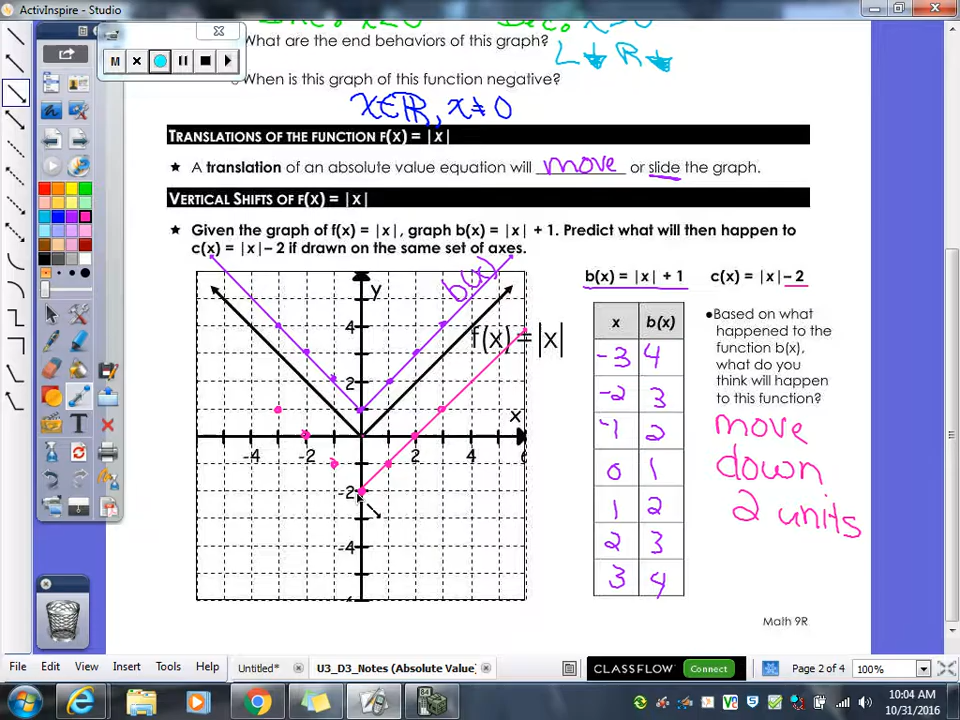 ActivInspire - Studio
What are the end behaviors of this graph?
L R
When is this graph of this function negative?
x∈ℝ, x≠0
TRANSLATIONS OF THE FUNCTION F(X) = |X|
★ A translation of an absolute value equation will move or slide the graph.
VERTICAL SHIFTS OF F(X) = |X|
★ Given the graph of f(x) = |x|, graph b(x) = |x| + 1. Predict what will then happen to
c(x) = |x| – 2 if drawn on the same set of axes.
b(x) = |x| + 1 c(x) = |x| – 2
y
b(x)
f(x) = |x|
x
4
2
-4 -2 2 4 6
-2
-4
x b(x)
-3 4
-2 3
-1 2
0 1
1 2
2 3
3 4
●Based on what
happened to the
function b(x),
what do you
think will happen
to this function?
move
down
2 units
Math 9R
File Edit View Insert Tools Help Untitled* U3_D3_Notes (Absolute Value) CLASSFLOW Connect Page 2 of 4 100%
10:04 AM
10/31/2016